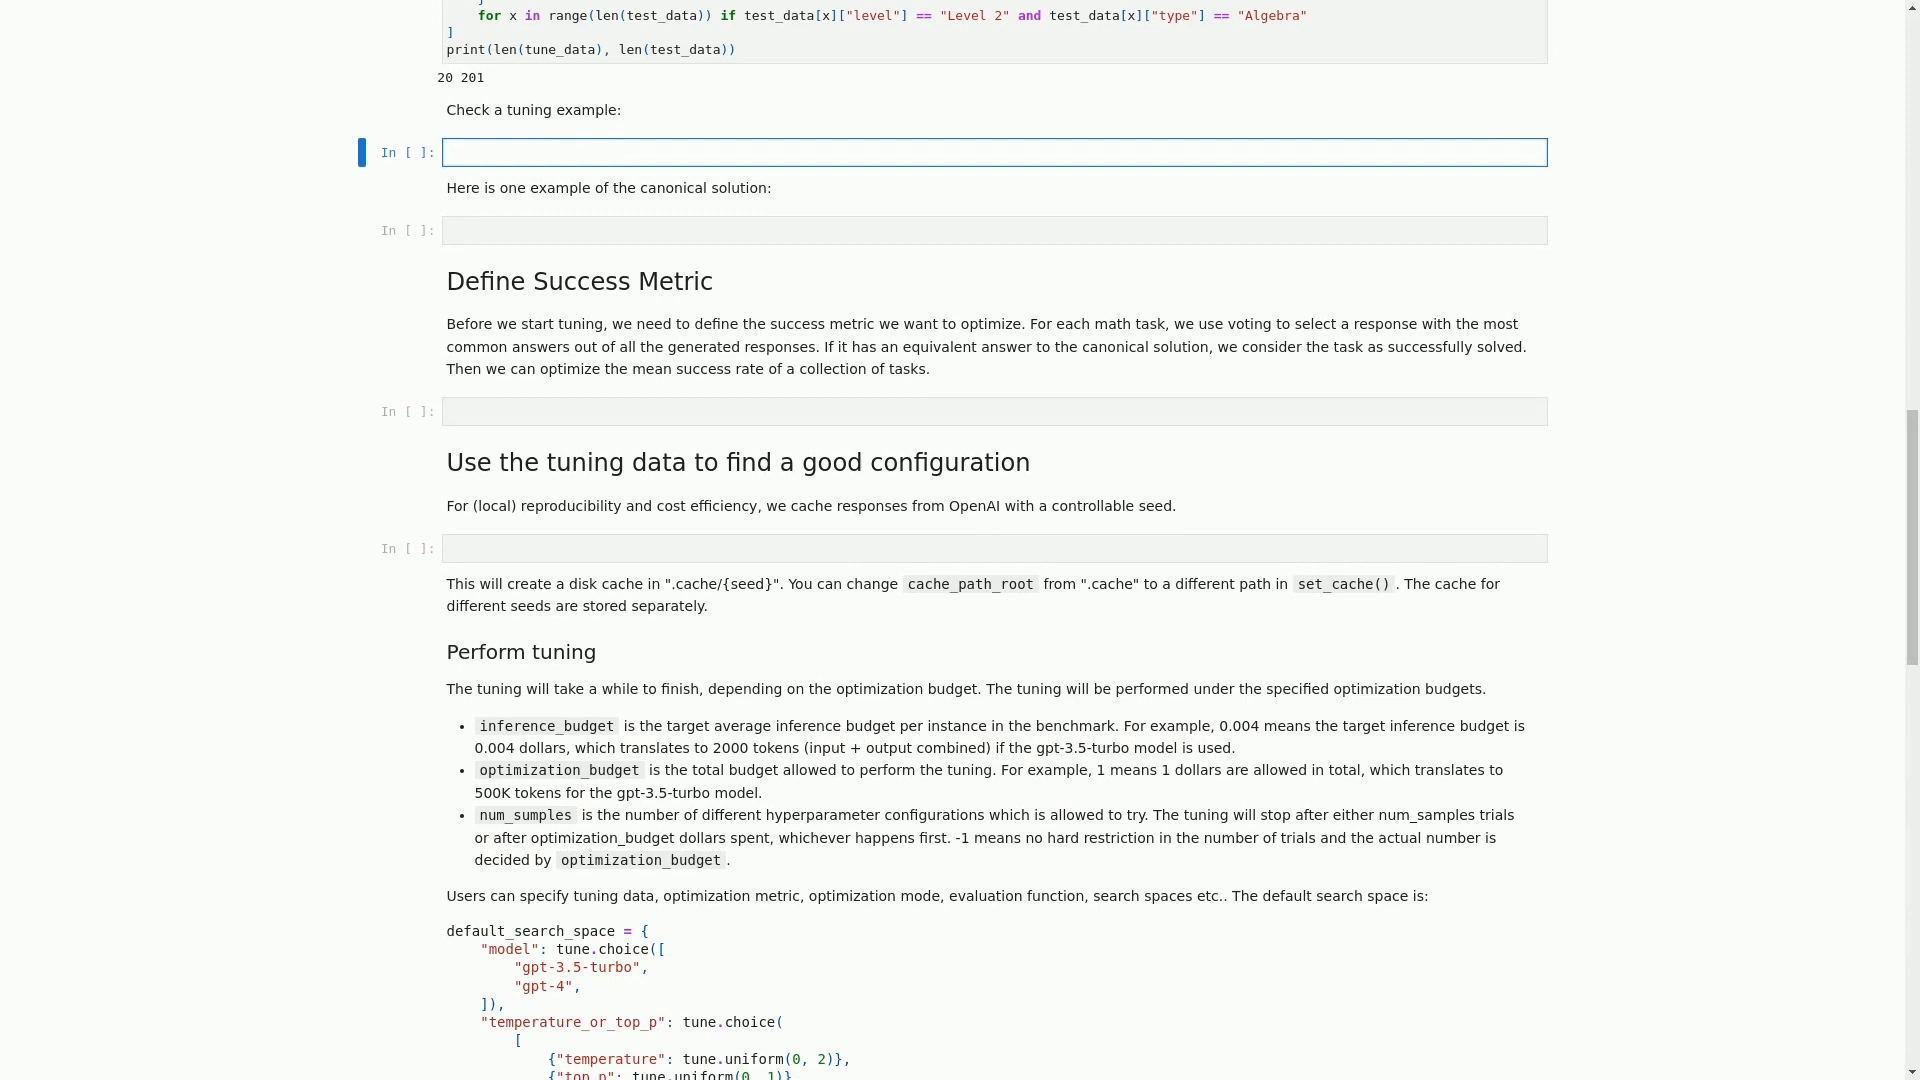 for x in range(len(test_data)) if test_data[x]["level"] == "Level 2" and test_data[x]["type"] == "Algebra"
]
print(len(tune_data), len(test_data))
20 201
Check a tuning example:
In [ ]:
Here is one example of the canonical solution:
In [ ]:
Define Success Metric
Before we start tuning, we need to define the success metric we want to optimize. For each math task, we use voting to select a response with the most
common answers out of all the generated responses. If it has an equivalent answer to the canonical solution, we consider the task as successfully solved.
Then we can optimize the mean success rate of a collection of tasks.
In [ ]:
Use the tuning data to find a good configuration
For (local) reproducibility and cost efficiency, we cache responses from OpenAI with a controllable seed.
In [ ]:
This will create a disk cache in ".cache/{seed}". You can change cache_path_root from ".cache" to a different path in set_cache(). The cache for
different seeds are stored separately.
Perform tuning
The tuning will take a while to finish, depending on the optimization budget. The tuning will be performed under the specified optimization budgets.
• inference_budget is the target average inference budget per instance in the benchmark. For example, 0.004 means the target inference budget is
0.004 dollars, which translates to 2000 tokens (input + output combined) if the gpt-3.5-turbo model is used.
• optimization_budget is the total budget allowed to perform the tuning. For example, 1 means 1 dollars are allowed in total, which translates to
500K tokens for the gpt-3.5-turbo model.
• num_sumples is the number of different hyperparameter configurations which is allowed to try. The tuning will stop after either num_samples trials
or after optimization_budget dollars spent, whichever happens first. -1 means no hard restriction in the number of trials and the actual number is
decided by optimization_budget.
Users can specify tuning data, optimization metric, optimization mode, evaluation function, search spaces etc.. The default search space is:
default_search_space = {
"model": tune.choice([
"gpt-3.5-turbo",
"gpt-4",
]),
"temperature_or_top_p": tune.choice(
[
{"temperature": tune.uniform(0, 2)},
{"top_p": tune.uniform(0, 1)}